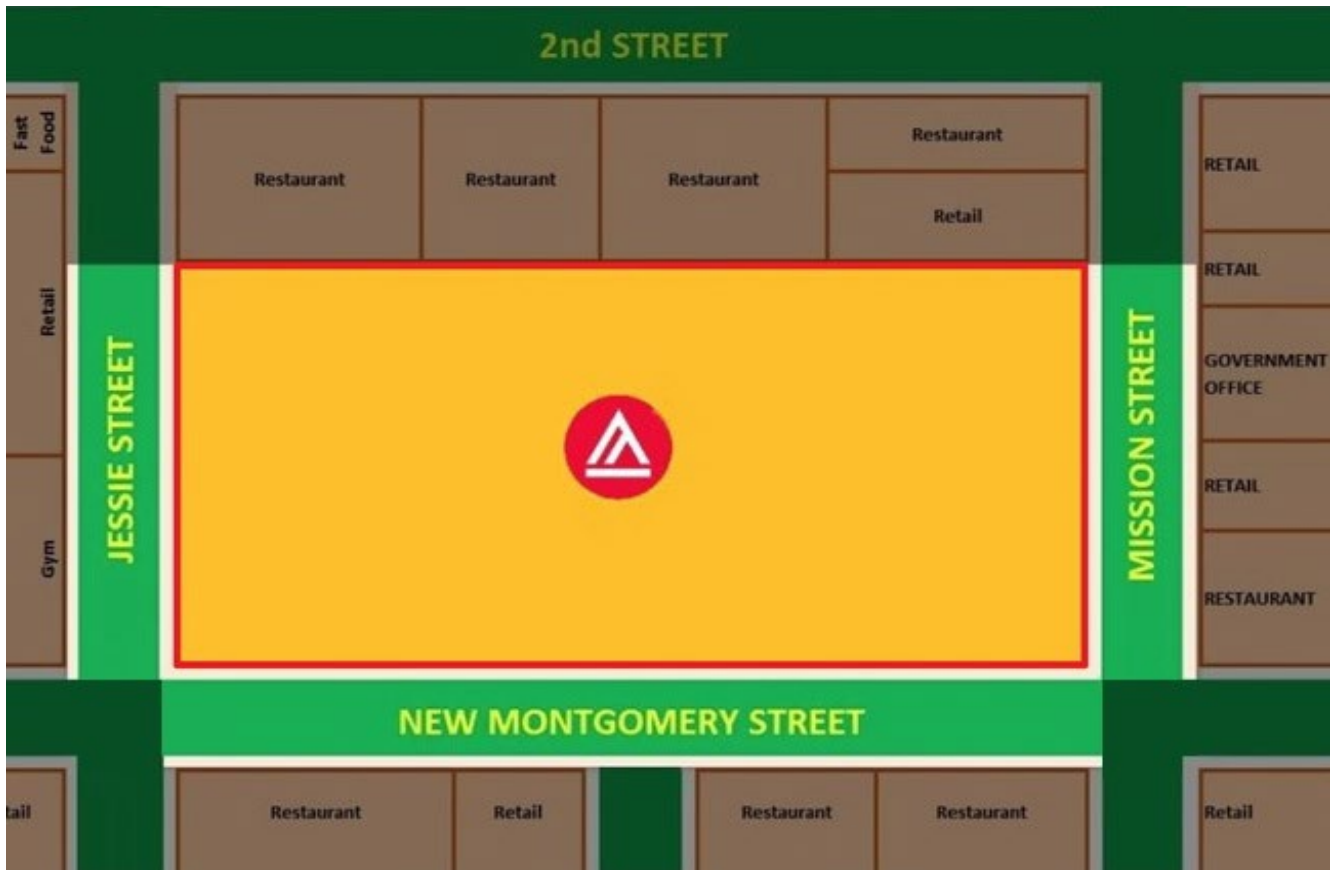 2nd STREET
Fast
Food
Restaurant
Restaurant
Restaurant
Restaurant
Retail
RETAIL
RETAIL
Retail
JESSIE STREET
MISSION STREET
GOVERNMENT
OFFICE
RETAIL
Gym
RESTAURANT
NEW MONTGOMERY STREET
tail
Restaurant
Retail
Restaurant
Restaurant
Retail